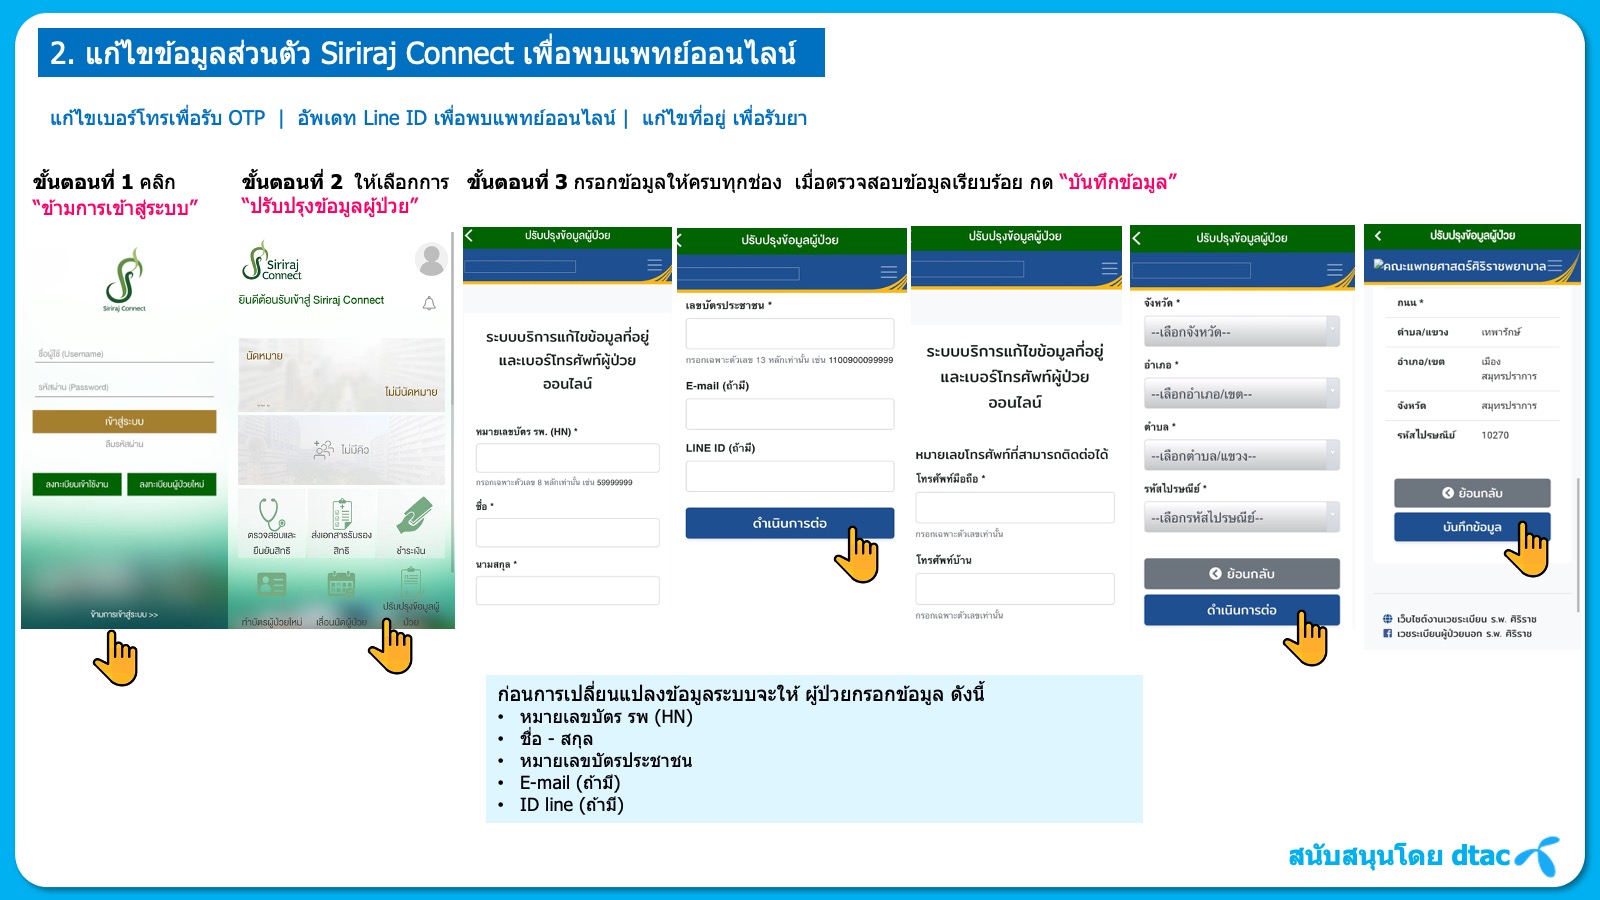 2. แก้ไขข้อมูลส่วนตัว Siriraj Connect เพื่อพบแพทย์ออนไลน์
แก้ไขเบอร์โทรเพื่อรับ OTP | อัพเดท Line ID เพื่อพบแพทย์ออนไลน์ | แก้ไขที่อยู่ เพื่อรับยา
ขั้นตอนที่ 1 คลิก
“ข้ามการเข้าสู่ระบบ”
Siriraj Connect
ชื่อผู้ใช้ (Username)
รหัสผ่าน (Password)
เข้าสู่ระบบ
ลืมรหัสผ่าน
ลงทะเบียนเข้าใช้งาน
ลงทะเบียนผู้ป่วยใหม่
ข้ามการเข้าสู่ระบบ >>
ขั้นตอนที่ 2 ให้เลือกการ
“ปรับปรุงข้อมูลผู้ป่วย”
Siriraj
Connect
ยินดีต้อนรับเข้าสู่ Siriraj Connect
นัดหมาย
ไม่มีนัดหมาย
ไม่มีคิว
ตรวจสอบและ
ยืนยันสิทธิ
ส่งเอกสารรับรอง
สิทธิ
ชำระเงิน
ทำบัตรผู้ป่วยใหม่
เลื่อนนัดผู้ป่วย
ปรับปรุงข้อมูลผู้
ป่วย
ขั้นตอนที่ 3 กรอกข้อมูลให้ครบทุกช่อง เมื่อตรวจสอบข้อมูลเรียบร้อย กด “บันทึกข้อมูล”
ปรับปรุงข้อมูลผู้ป่วย
ระบบบริการแก้ไขข้อมูลที่อยู่
และเบอร์โทรศัพท์ผู้ป่วย
ออนไลน์
หมายเลขบัตร รพ. (HN) *
กรอกเฉพาะตัวเลข 8 หลักเท่านั้น เช่น 59999999
ชื่อ *
นามสกุล *
ปรับปรุงข้อมูลผู้ป่วย
เลขบัตรประชาชน *
กรอกเฉพาะตัวเลข 13 หลักเท่านั้น เช่น 1100900099999
E-mail (ถ้ามี)
LINE ID (ถ้ามี)
ดำเนินการต่อ
ปรับปรุงข้อมูลผู้ป่วย
ระบบบริการแก้ไขข้อมูลที่อยู่
และเบอร์โทรศัพท์ผู้ป่วย
ออนไลน์
หมายเลขโทรศัพท์ที่สามารถติดต่อได้
โทรศัพท์มือถือ *
กรอกเฉพาะตัวเลขเท่านั้น
โทรศัพท์บ้าน
กรอกเฉพาะตัวเลขเท่านั้น
ปรับปรุงข้อมูลผู้ป่วย
จังหวัด *
--เลือกจังหวัด--
อำเภอ *
--เลือกอำเภอ/เขต--
ตำบล *
--เลือกตำบล/แขวง--
รหัสไปรษณีย์ *
--เลือกรหัสไปรษณีย์--
ย้อนกลับ
ดำเนินการต่อ
ปรับปรุงข้อมูลผู้ป่วย
คณะแพทยศาสตร์ศิริราชพยาบาล
ถนน *
ตำบล/แขวง เทพารักษ์
อำเภอ/เขต เมือง
สมุทรปราการ
จังหวัด สมุทรปราการ
รหัสไปรษณีย์ 10270
ย้อนกลับ
บันทึกข้อมูล
เว็บไซต์งานเวชระเบียน ร.พ. ศิริราช
เวชระเบียนผู้ป่วยนอก ร.พ. ศิริราช
ก่อนการเปลี่ยนแปลงข้อมูลระบบจะให้ ผู้ป่วยกรอกข้อมูล ดังนี้
• หมายเลขบัตร รพ (HN)
• ชื่อ - สกุล
• หมายเลขบัตรประชาชน
• E-mail (ถ้ามี)
• ID line (ถ้ามี)
สนับสนุนโดย dtac